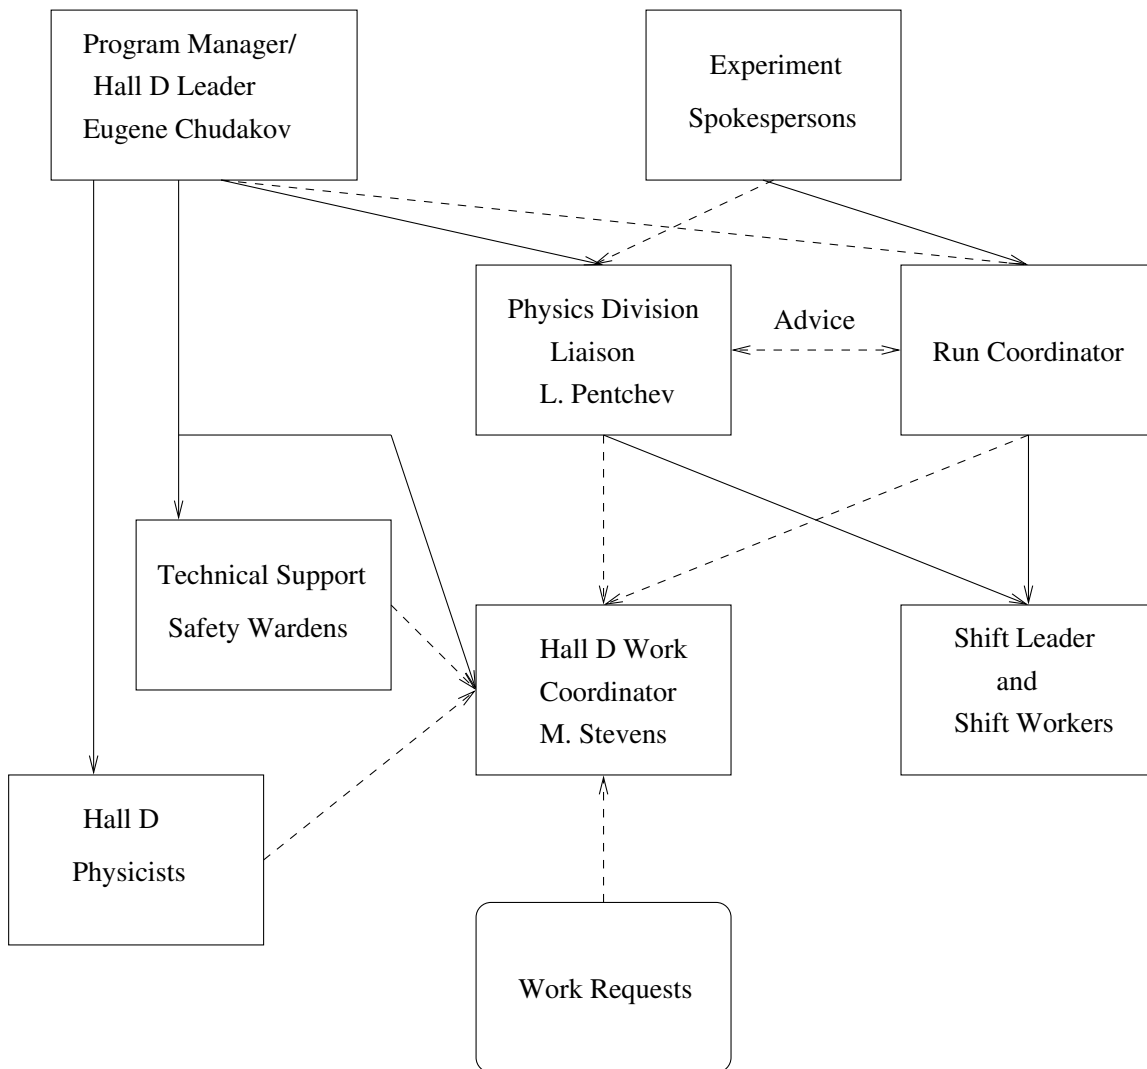 Program Manager/
Hall D Leader
Eugene Chudakov
Experiment
Spokespersons
Physics Division
Liaison
L. Pentchev
Advice
Run Coordinator
Technical Support
Safety Wardens
Hall D Work
Coordinator
M. Stevens
Shift Leader
and
Shift Workers
Hall D
Physicists
Work Requests